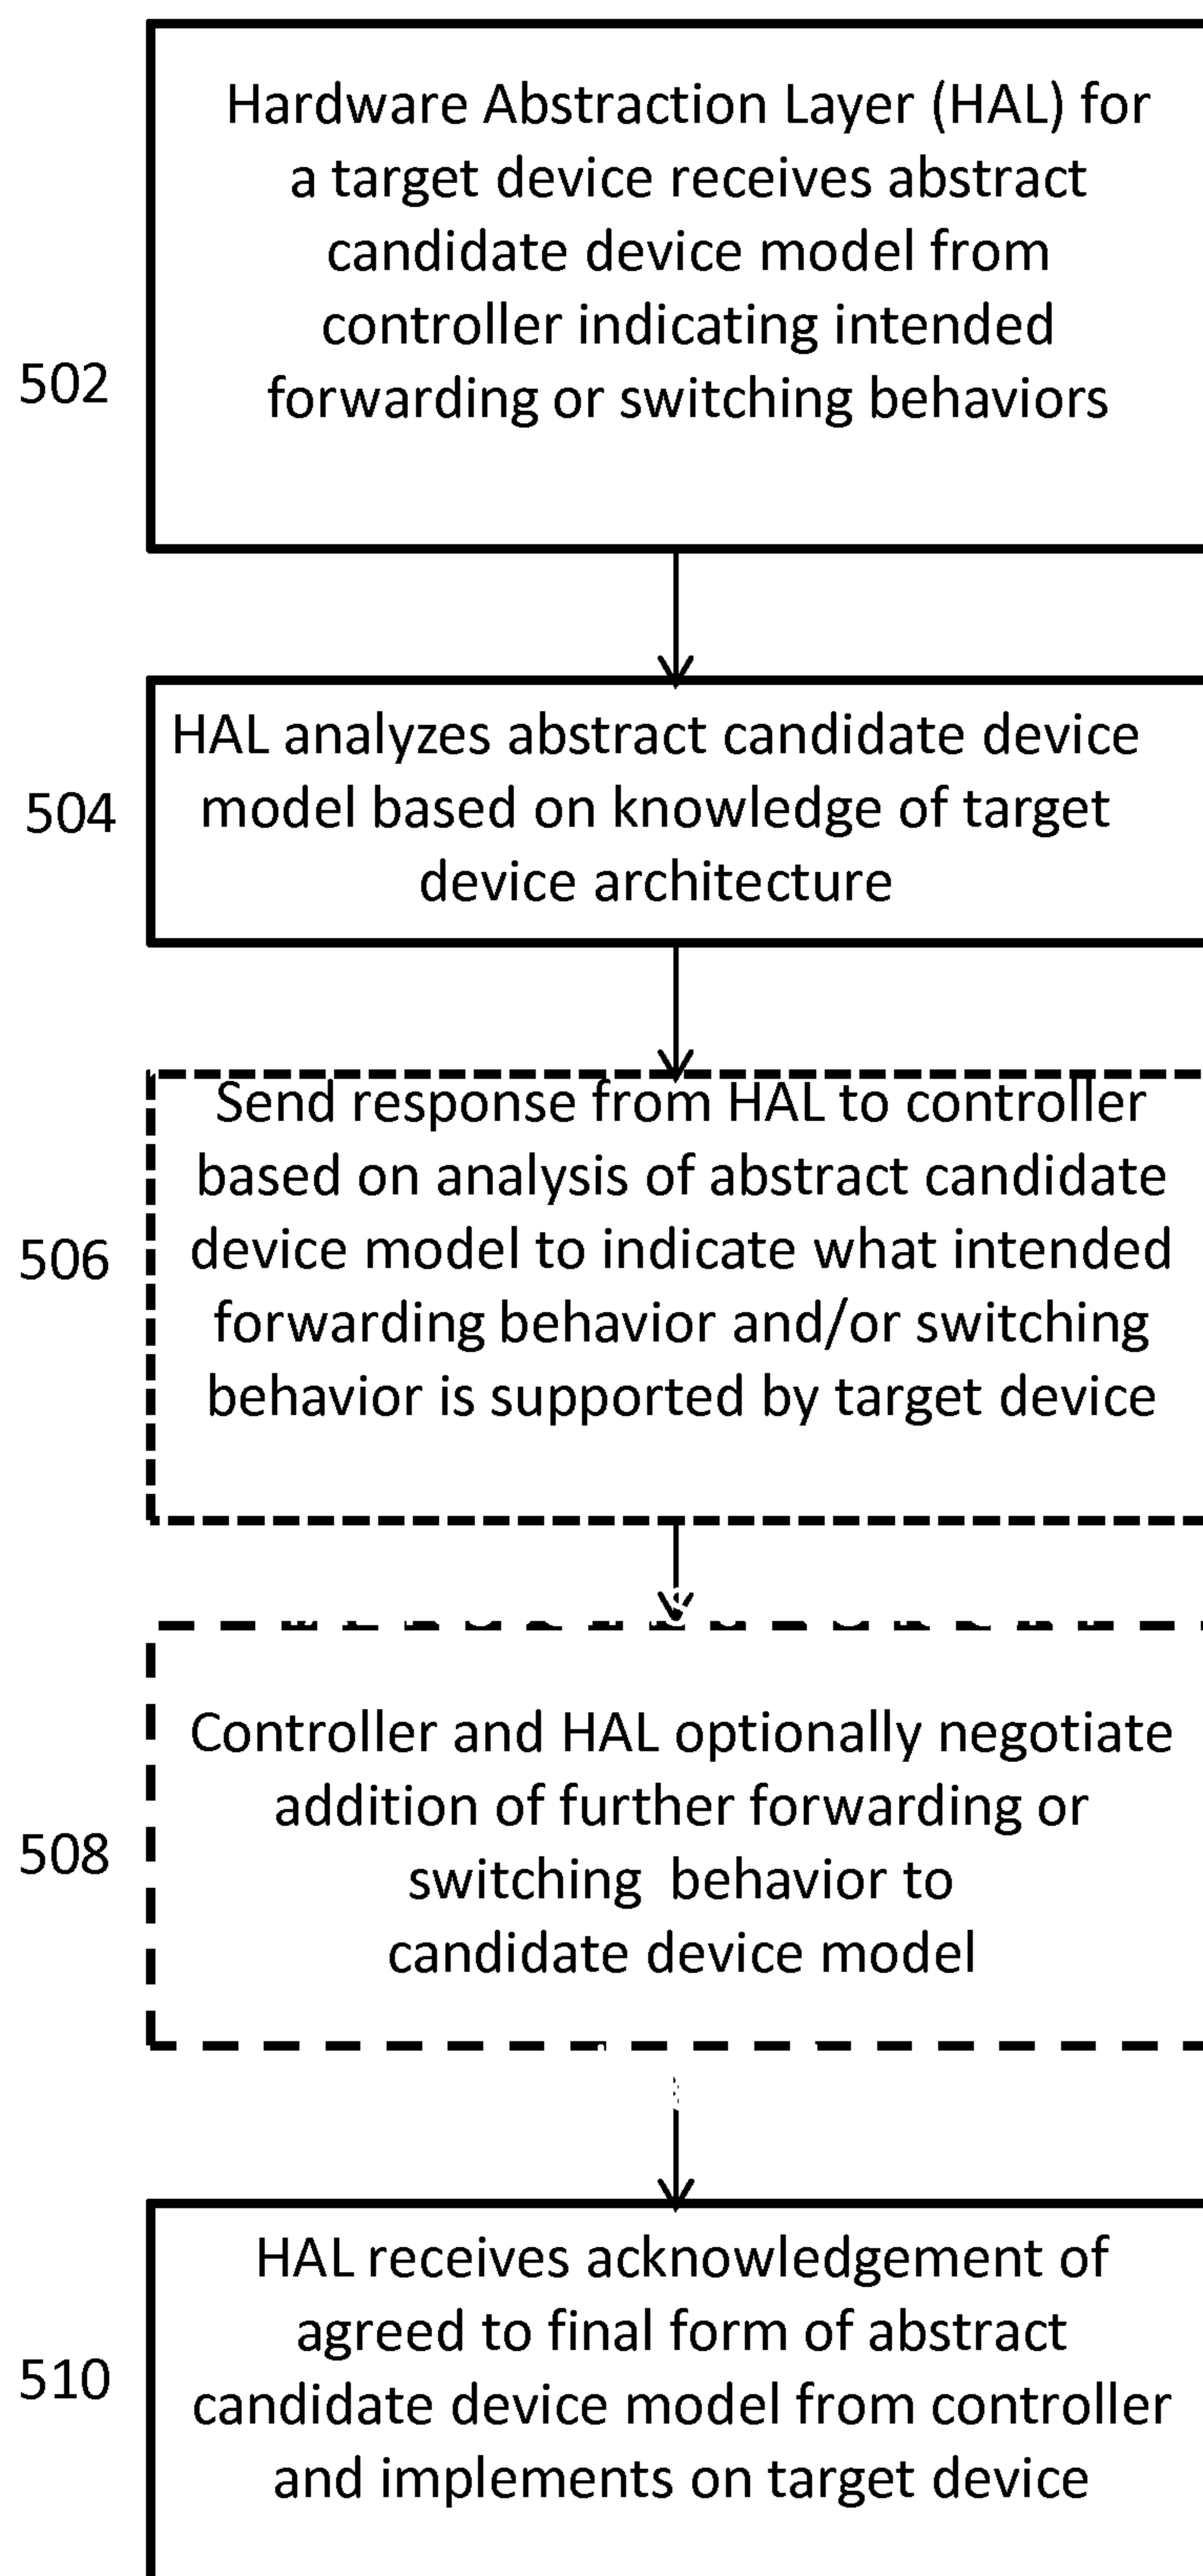 Hardware Abstraction Layer (HAL) for
a target device receives abstract
candidate device model from
controller indicating intended
502
forwarding or switching behaviors
HAL analyzes abstract candidate device
504
model based on knowledge of target
device architecture
Send response from HAL to controller
based on analysis of abstract candidate
506
device model to indicate what intended
forwarding behavior and/or switching
behavior is supported by target device
Controller and HAL optionally negotiate
addition of further forwarding or
508
switching behavior to
candidate device model
HAL receives acknowledgement of
agreed to final form of abstract
510
candidate device model from controller
and implements on target device